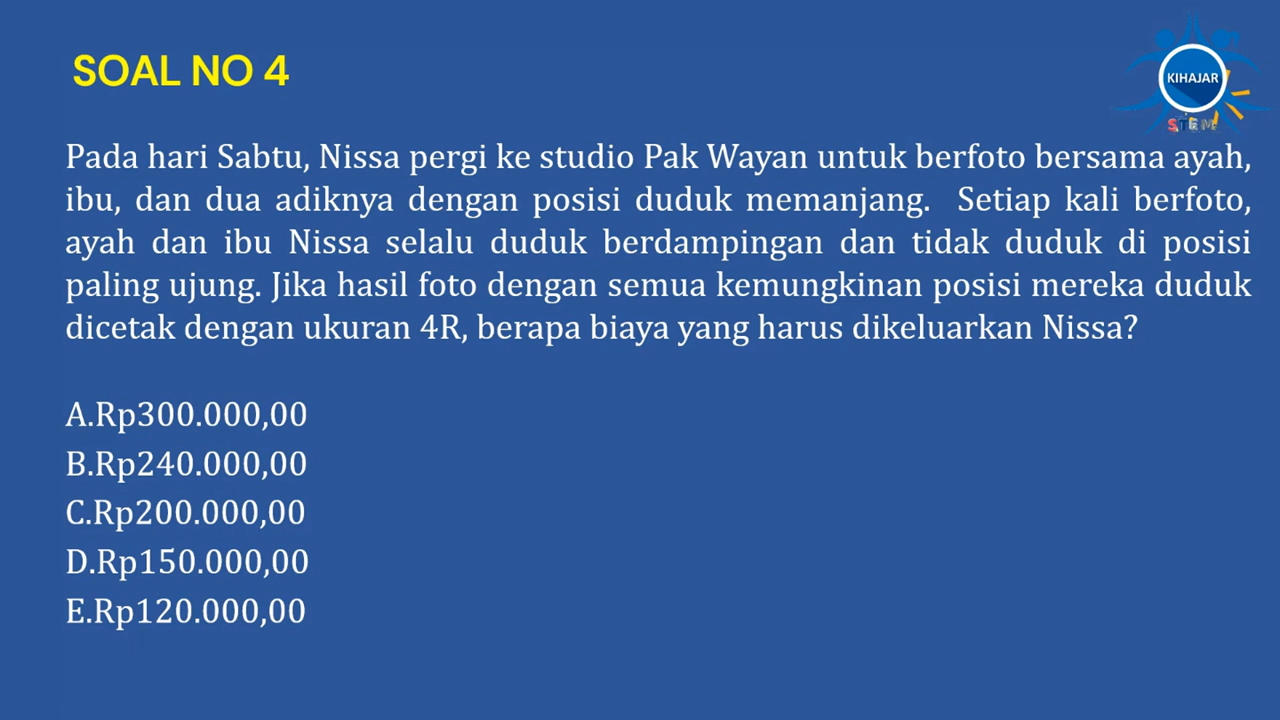 SOAL NO 4
KIHAJAR
STEM
Pada hari Sabtu, Nissa pergi ke studio Pak Wayan untuk berfoto bersama ayah,
ibu, dan dua adiknya dengan posisi duduk memanjang. Setiap kali berfoto,
ayah dan ibu Nissa selalu duduk berdampingan dan tidak duduk di posisi
paling ujung. Jika hasil foto dengan semua kemungkinan posisi mereka duduk
dicetak dengan ukuran 4R, berapa biaya yang harus dikeluarkan Nissa?
A.Rp300.000,00
B.Rp240.000,00
C.Rp200.000,00
D.Rp150.000,00
E.Rp120.000,00